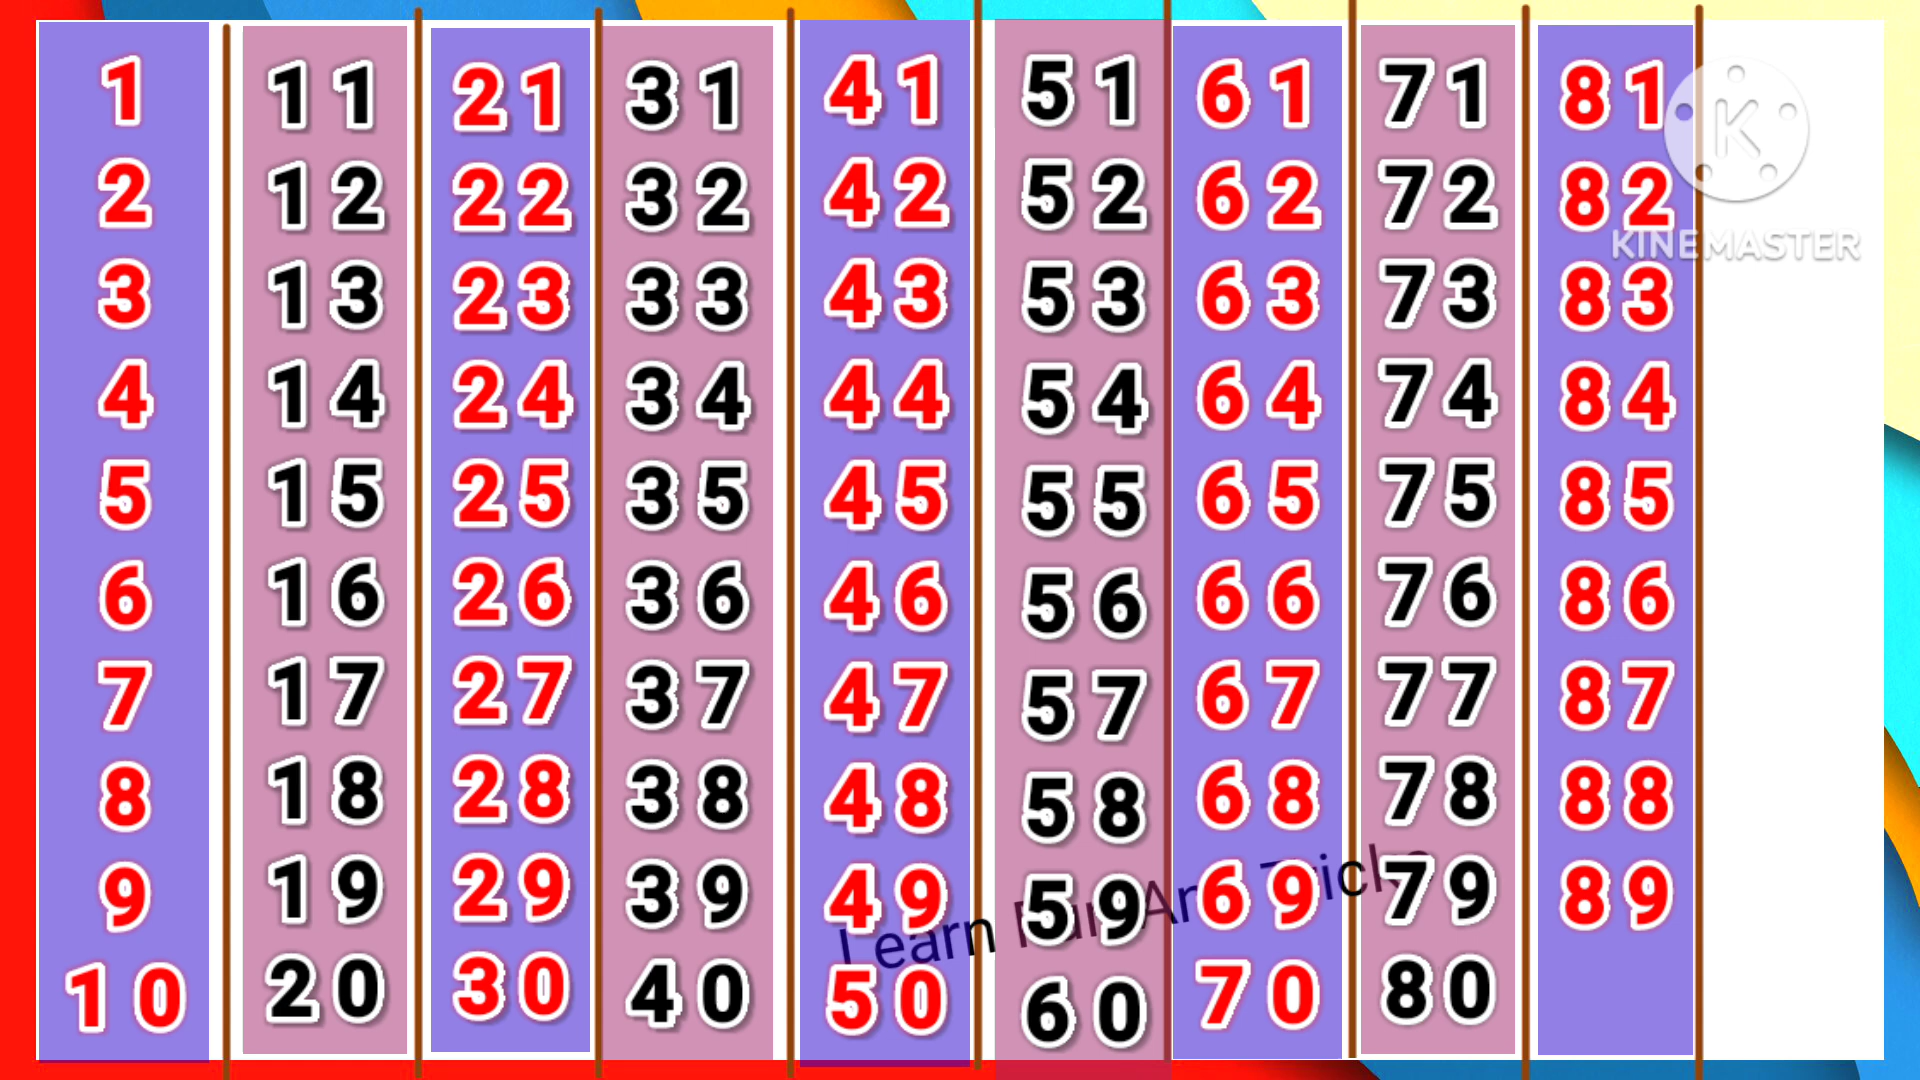 1 11 21 31 41 51 61 71 81
2 12 22 32 42 52 62 72 82
3 13 23 33 43 53 63 73 83
4 14 24 34 44 54 64 74 84
5 15 25 35 45 55 65 75 85
6 16 26 36 46 56 66 76 86
7 17 27 37 47 57 67 77 87
8 18 28 38 48 58 68 78 88
9 19 29 39 49 59 69 79 89
10 20 30 40 50 60 70 80
K
KINEMASTER
Learn